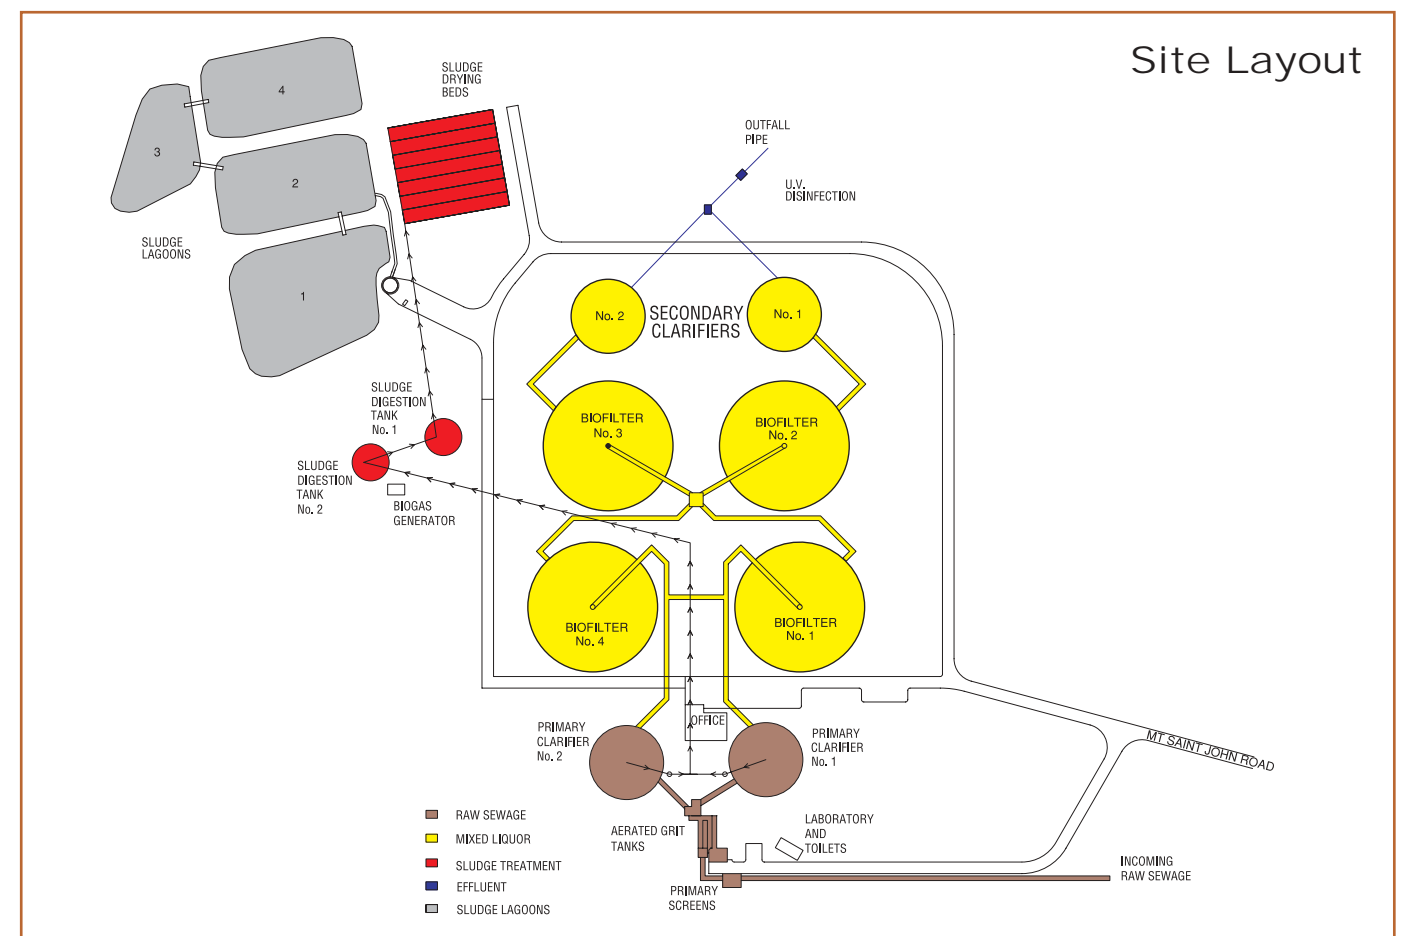 Site Layout
SLUDGE
DRYING
BEDS
4
3
2
1
SLUDGE
LAGOONS
OUTFALL
PIPE
U.V.
DISINFECTION
No. 2
SECONDARY
CLARIFIERS
No. 1
SLUDGE
DIGESTION
TANK
No. 1
SLUDGE
DIGESTION
TANK
No. 2
BIOGAS
GENERATOR
BIOFILTER
No. 3
BIOFILTER
No. 2
BIOFILTER
No. 4
BIOFILTER
No. 1
OFFICE
PRIMARY
CLARIFIER
No. 2
PRIMARY
CLARIFIER
No. 1
MT SAINT JOHN ROAD
AERATED GRIT
TANKS
LABORATORY
AND
TOILETS
PRIMARY
SCREENS
INCOMING
RAW SEWAGE
RAW SEWAGE
MIXED LIQUOR
SLUDGE TREATMENT
EFFLUENT
SLUDGE LAGOONS